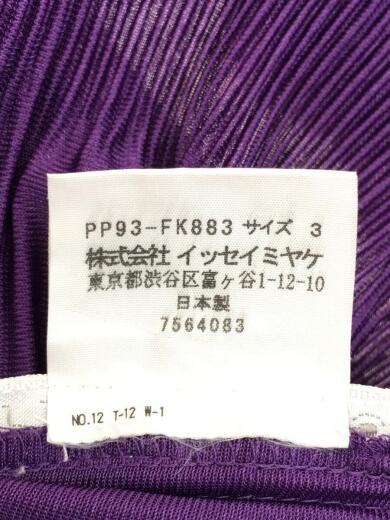 PP93-FK883 サイズ 3
株式会社 イッセイミヤケ
東京都渋谷区富ヶ谷1-12-10
日本製
7564083
NO.12 T-12 W-1